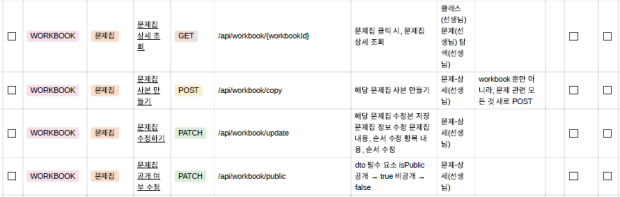 WORKBOOK
문제집
문제집
상세 조
회
GET
/api/workbook/{workbookId}
문제집 클릭 시, 문제집
상세 조회
클래스
(선생님)
문제(선생
님) 탐
색(선생
님)
WORKBOOK
문제집
문제집
사본 만
들기
POST
/api/workbook/copy
해당 문제집 사본 만들기
문제-상
세(선생
님)
workbook 뿐만 아
니라, 문제 관련 모
든 것 새로 POST
WORKBOOK
문제집
문제집
수정하기
PATCH
/api/workbook/update
해당 문제집 수정본 저장
문제집 정보 수정 문제집
내용, 순서 수정 항목 내
용, 순서 수정
문제-상
세(선생
님)
WORKBOOK
문제집
문제집
공개 여
부 수정
PATCH
/api/workbook/public
dto 필수 요소 isPublic
공개 → true 비공개 →
false
문제-상
세(선생
님)